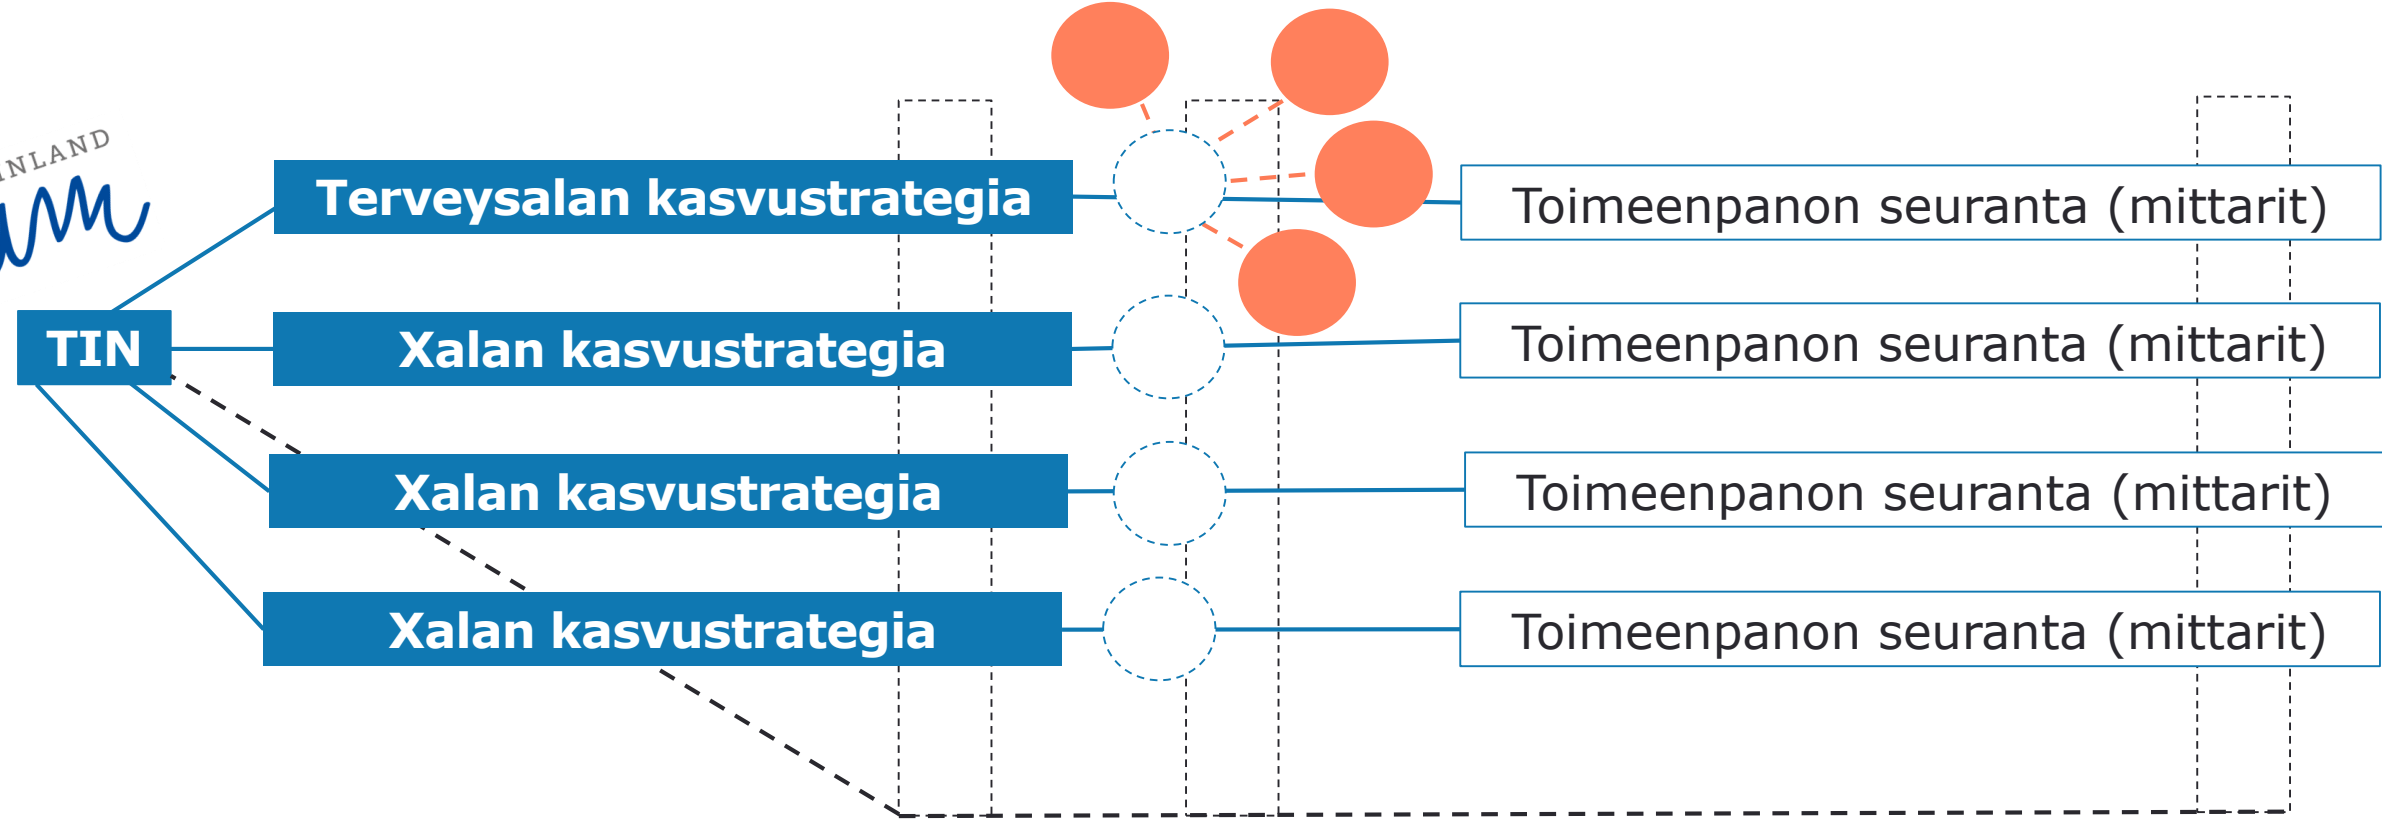 Terveysalan kasvustrategia
Toimeenpanon seuranta (mittarit)
TIN
Xalan kasvustrategia
Toimeenpanon seuranta (mittarit)
Xalan kasvustrategia
Toimeenpanon seuranta (mittarit)
Xalan kasvustrategia
Toimeenpanon seuranta (mittarit)